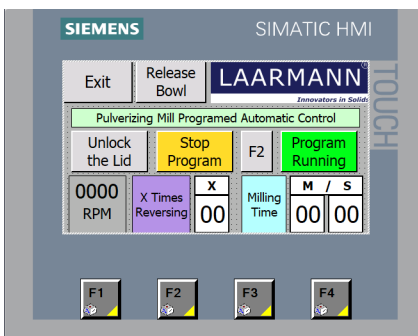 SIEMENS
SIMATIC HMI
TOUCH
Exit
Release
Bowl
LAARMANN®
Innovators in Solids
Pulverizing Mill Programed Automatic Control
Unlock
the Lid
Stop
Program
F2
Program
Running
0000
RPM
X Times
Reversing
X
00
Milling
Time
M / S
00 00
F1
F2
F3
F4